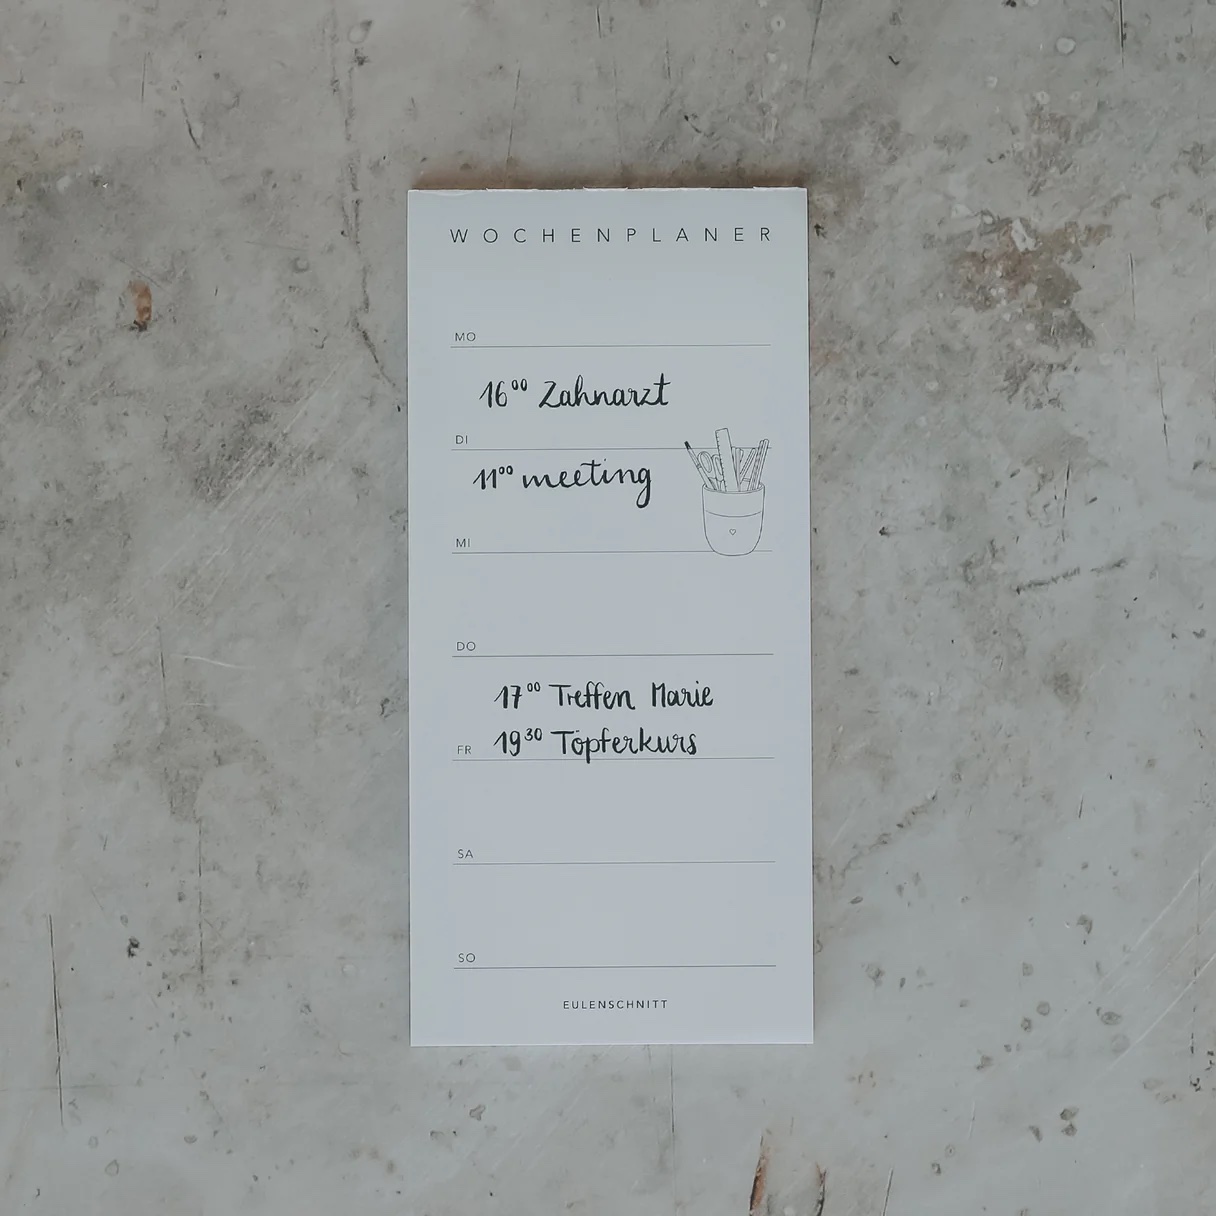 WOCHENPLANER
MO
16⁰⁰ Zahnarzt
DI
11⁰⁰ meeting
MI
DO
17⁰⁰ Treffen Marie
FR 19³⁰ Töpferkurs
SA
SO
EULENSCHNITT